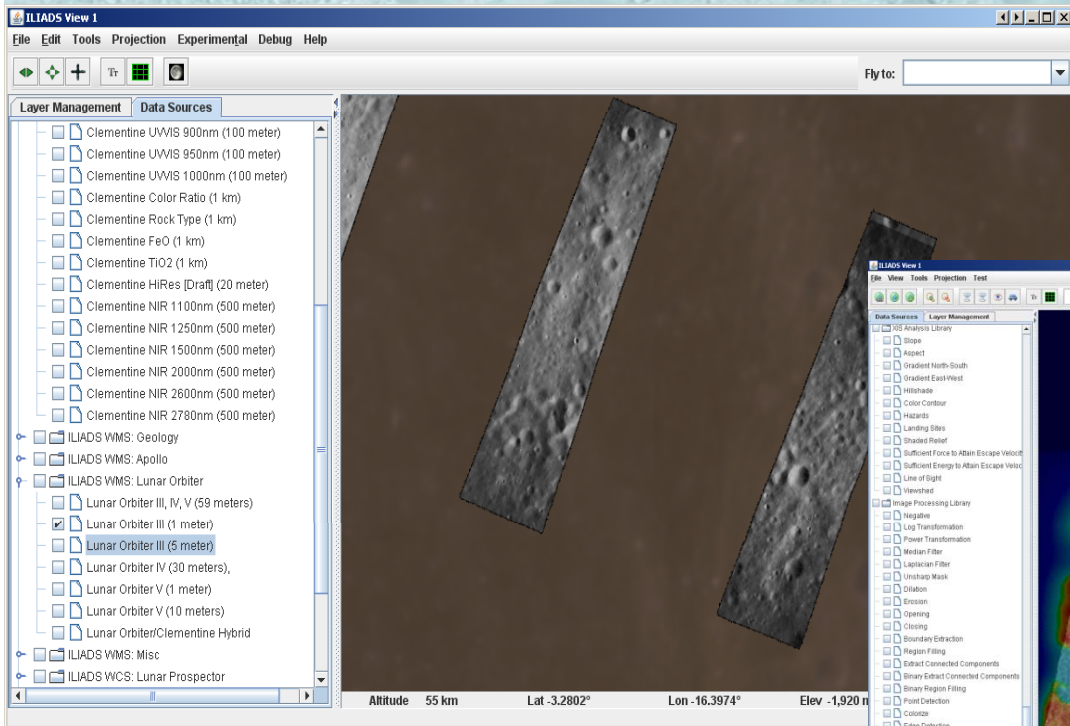 ILIADS View 1
File Edit Tools Projection Experimental Debug Help
Tr
Fly to:
Layer Management Data Sources
Clementine UVVIS 900nm (100 meter)
Clementine UVVIS 950nm (100 meter)
Clementine UVVIS 1000nm (100 meter)
Clementine Color Ratio (1 km)
Clementine Rock Type (1 km)
Clementine FeO (1 km)
Clementine TiO2 (1 km)
Clementine HiRes [Draft] (20 meter)
Clementine NIR 1100nm (500 meter)
Clementine NIR 1250nm (500 meter)
Clementine NIR 1500nm (500 meter)
Clementine NIR 2000nm (500 meter)
Clementine NIR 2600nm (500 meter)
Clementine NIR 2780nm (500 meter)
ILIADS WMS: Geology
ILIADS WMS: Apollo
ILIADS WMS: Lunar Orbiter
Lunar Orbiter III, IV, V (59 meters)
Lunar Orbiter III (1 meter)
Lunar Orbiter III (5 meter)
Lunar Orbiter IV (30 meters),
Lunar Orbiter V (1 meter)
Lunar Orbiter V (10 meters)
Lunar Orbiter/Clementine Hybrid
ILIADS WMS: Misc
ILIADS WCS: Lunar Prospector
Altitude 55 km Lat -3.2802° Lon -16.3974° Elev -1,920 m
ILIADS View 1
File View Tools Projection Test
Tr
Data Sources Layer Management
Analysis Library
Slope
Aspect
Gradient North-South
Gradient East-West
Hillshade
Color Contour
Hazards
Landing Sites
Shaded Relief
Sufficient Force to Attain Escape Velocit
Sufficient Energy to Attain Escape Veloc
Line of Sight
Viewshed
Image Processing Library
Negative
Log Transformation
Power Transformation
Median Filter
Laplacian Filter
Unsharp Mask
Dilation
Erosion
Opening
Closing
Boundary Extraction
Region Filling
Extract Connected Components
Binary Extract Connected Components
Binary Region Filling
Point Detection
Colorize
Edge Detection